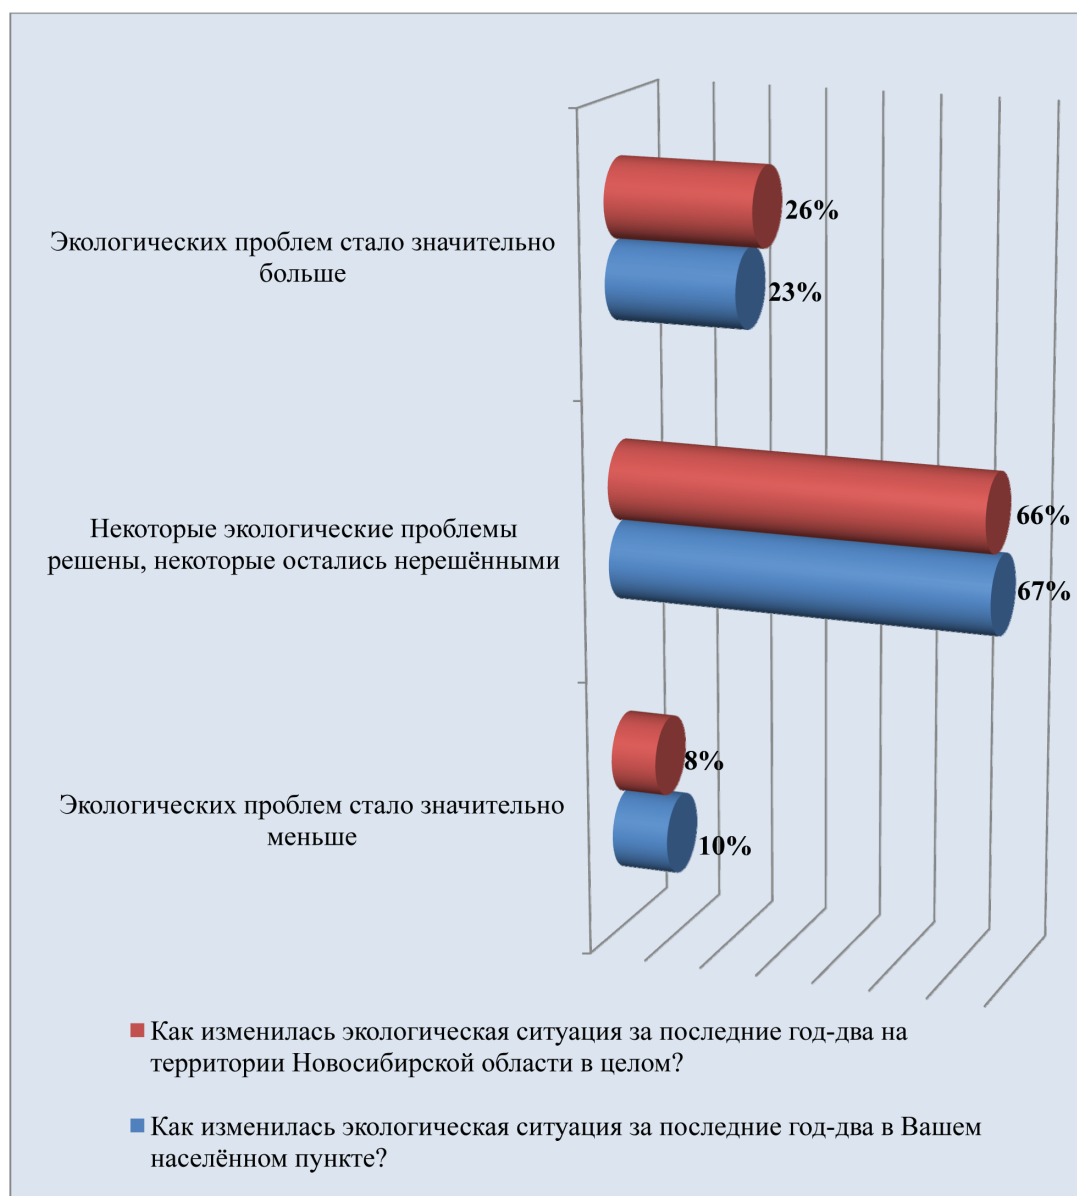 26%
Экологических проблем стало значительно
больше
23%
Некоторые экологические проблемы
решены, некоторые остались нерешёнными
66%
67%
8%
Экологических проблем стало значительно
меньше
10%
Как изменилась экологическая ситуация за последние год-два на
территории Новосибирской области в целом?
Как изменилась экологическая ситуация за последние год-два в Вашем
населённом пункте?